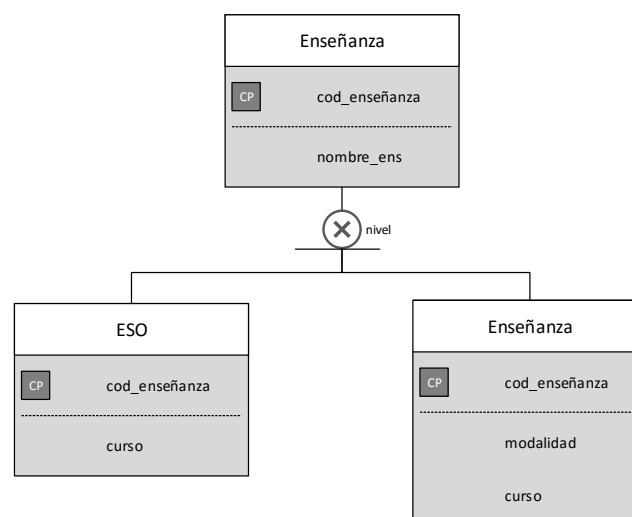 Enseñanza
CP cod_enseñanza
nombre_ens
nivel
ESO
CP cod_enseñanza
curso
Enseñanza
CP cod_enseñanza
modalidad
curso